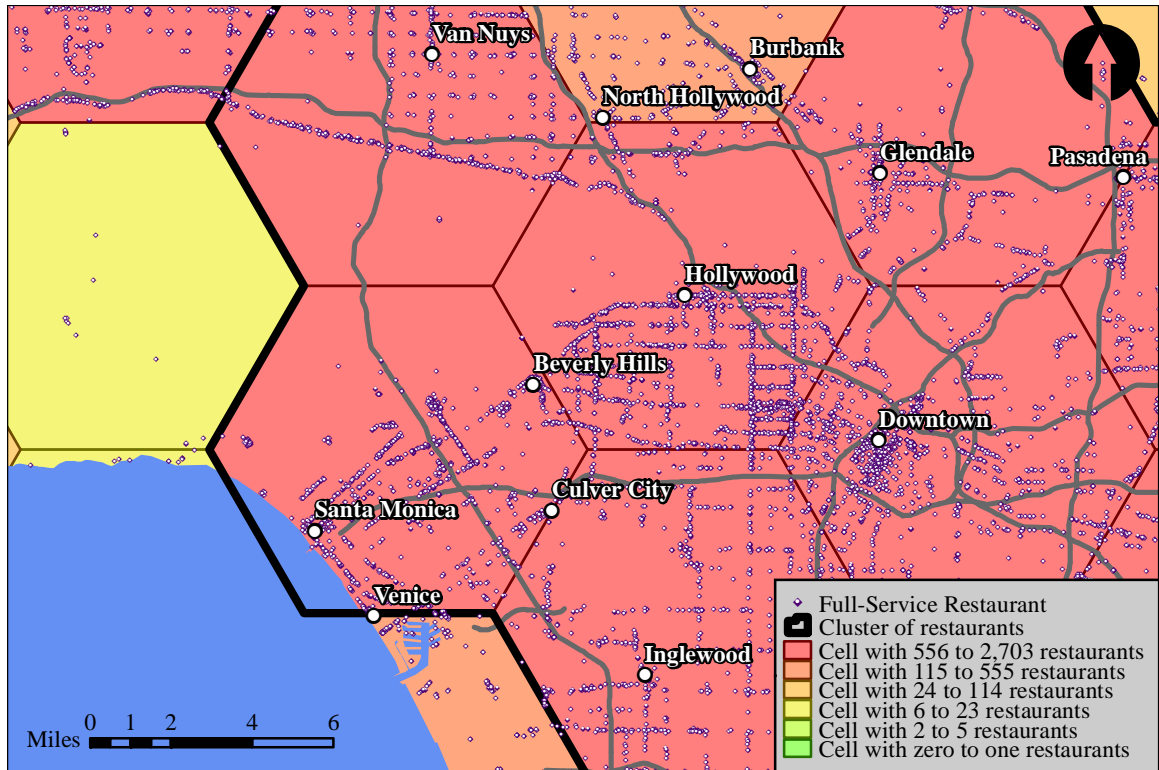 Van Nuys
Burbank
North Hollywood
Glendale
Pasadena
Hollywood
Beverly Hills
Downtown
Culver City
Santa Monica
Venice
Inglewood
Full-Service Restaurant
Cluster of restaurants
Cell with 556 to 2,703 restaurants
Cell with 115 to 555 restaurants
Cell with 24 to 114 restaurants
Cell with 6 to 23 restaurants
Cell with 2 to 5 restaurants
Cell with zero to one restaurants
0 1 2 4 6
Miles